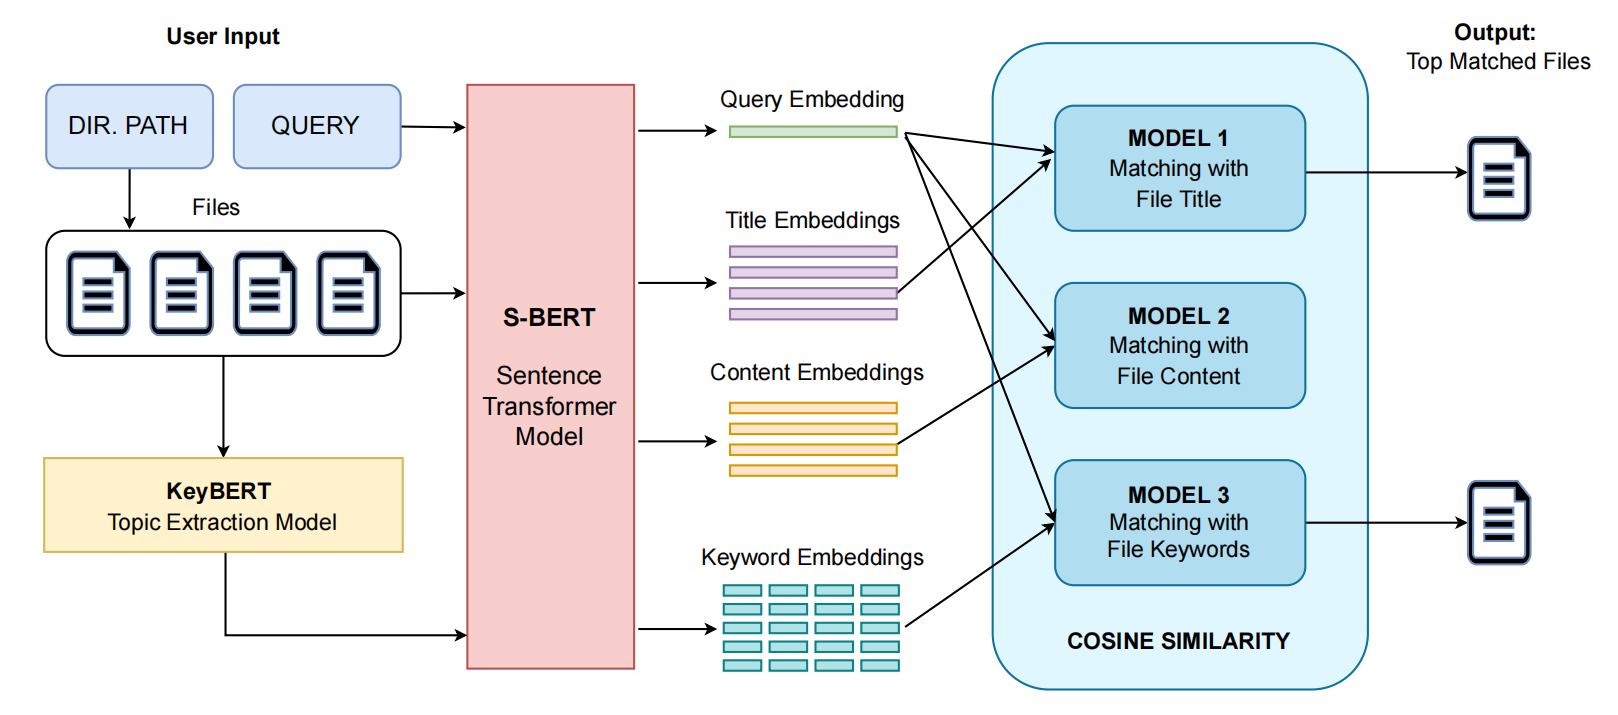 User Input
DIR. PATH
QUERY
Files
KeyBERT
Topic Extraction Model
S-BERT
Sentence
Transformer
Model
Query Embedding
Title Embeddings
Content Embeddings
Keyword Embeddings
MODEL 1
Matching with
File Title
MODEL 2
Matching with
File Content
MODEL 3
Matching with
File Keywords
COSINE SIMILARITY
Output:
Top Matched Files